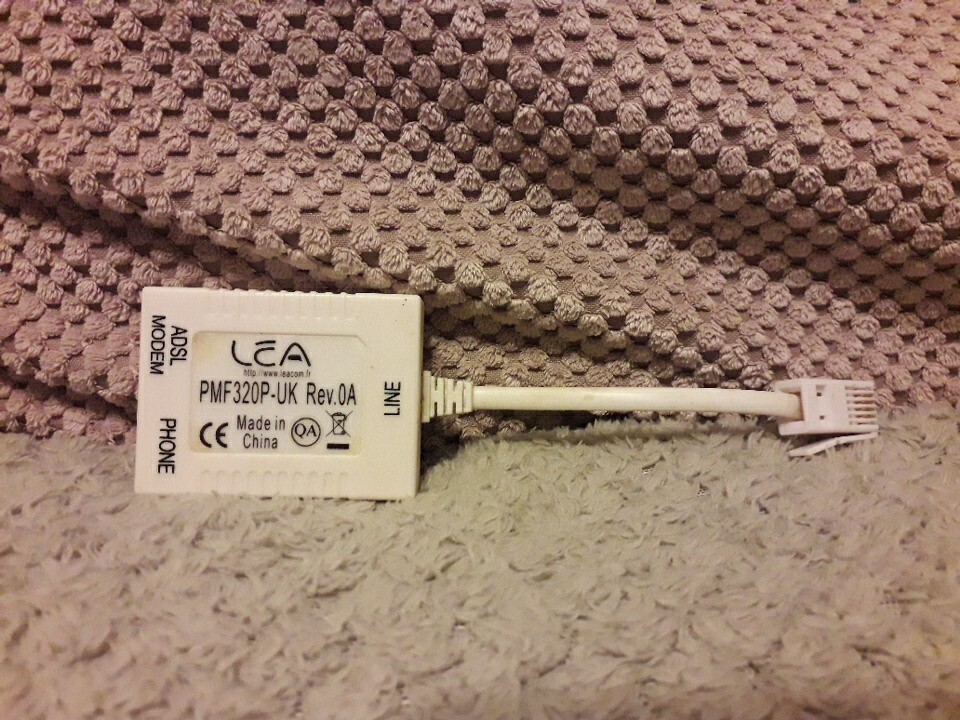 ADSL
MODEM
PHONE
LEA
http://www.leacom.fr
PMF320P-UK Rev.0A
CE
Made in
China
QA
LINE